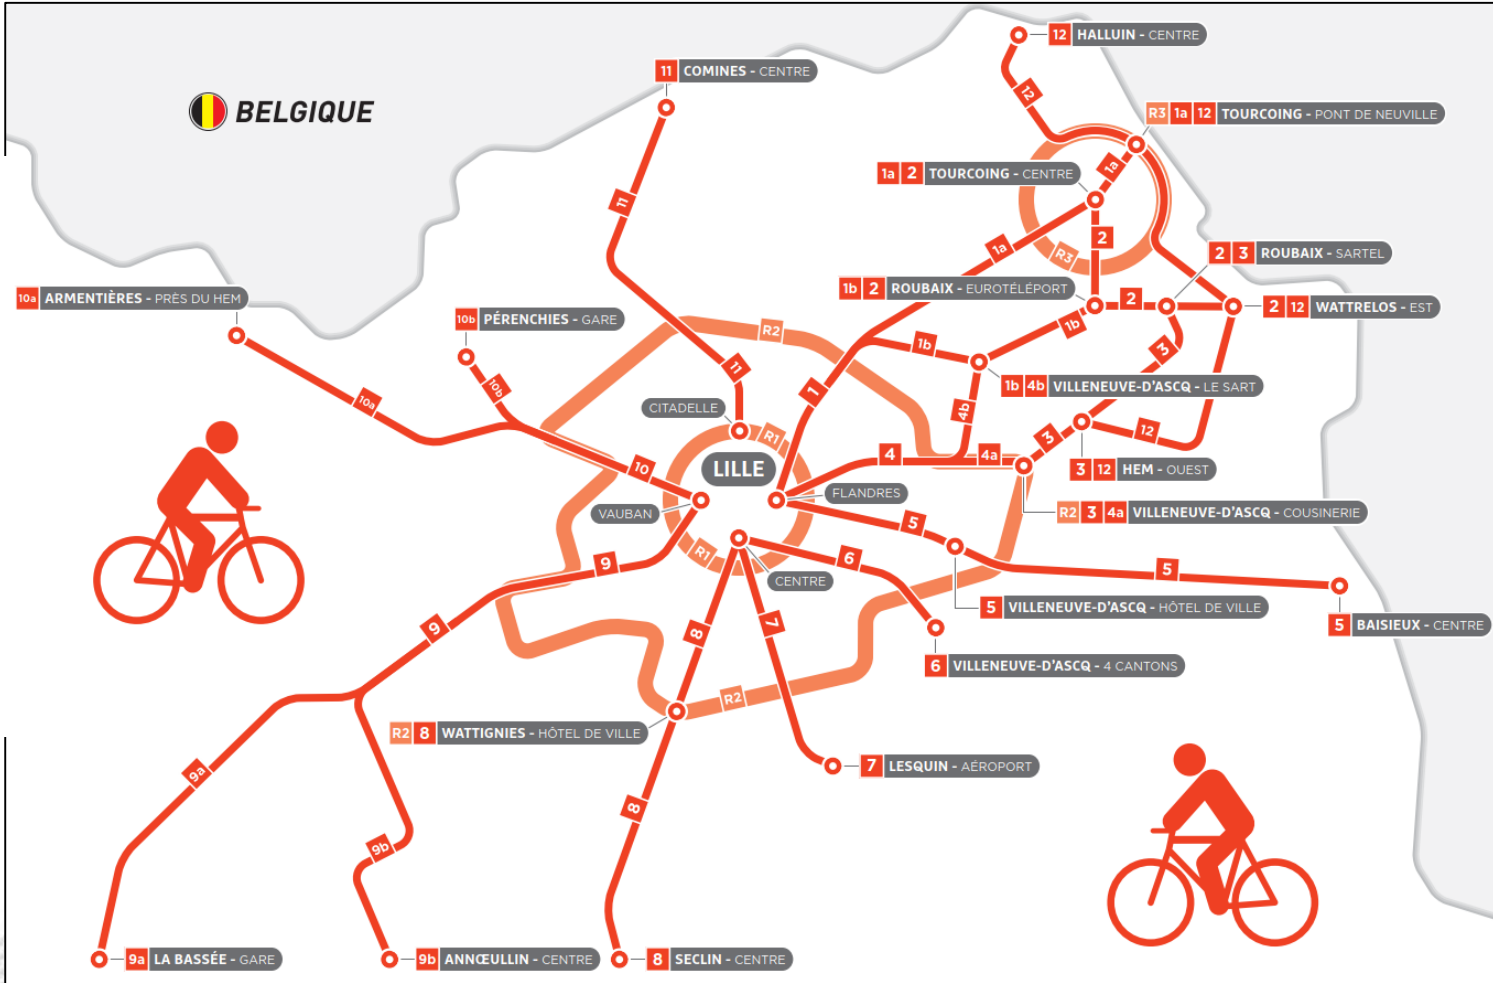 12 HALLUIN - CENTRE
11 COMINES - CENTRE
BELGIQUE
12
R3 1a 12 TOURCOING - PONT DE NEUVILLE
1a
1a 2 TOURCOING - CENTRE
11
2
1a
R3
2 3 ROUBAIX - SARTEL
1b 2 ROUBAIX - EUROTÉLÉPORT
10a ARMENTIÈRES - PRÈS DU HEM
2
2 12 WATTRELOS - EST
10b PÉRENCHIES - GARE
R2
1b
1b
3
11
1b 4b VILLENEUVE-D'ASCQ - LE SART
10b
1
10a
CITADELLE
4b
R1
3
12
LILLE
10
4
4a
3 12 HEM - OUEST
FLANDRES
VAUBAN
R2 3 4a VILLENEUVE-D'ASCQ - COUSINERIE
5
R1
6
9
5
CENTRE
5 VILLENEUVE-D'ASCQ - HÔTEL DE VILLE
5 BAISIEUX - CENTRE
9
8
7
6 VILLENEUVE-D'ASCQ - 4 CANTONS
R2
R2 8 WATTIGNIES - HÔTEL DE VILLE
7 LESQUIN - AÉROPORT
9a
8
9b
9a LA BASSÉE - GARE
9b ANNŒULLIN - CENTRE
8 SECLIN - CENTRE